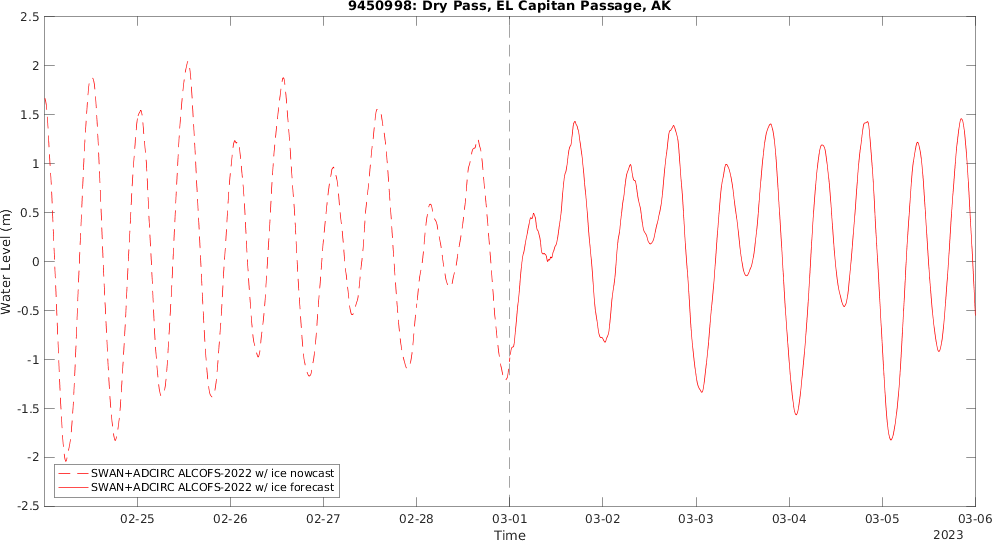 9450998: Dry Pass, EL Capitan Passage, AK
2.5
2
1.5
1
0.5
0
-0.5
-1
-1.5
-2
-2.5
Water Level (m)
SWAN+ADCIRC ALCOFS-2022 w/ ice nowcast
SWAN+ADCIRC ALCOFS-2022 w/ ice forecast
02-25 02-26 02-27 02-28 03-01 03-02 03-03 03-04 03-05 03-06
Time
2023